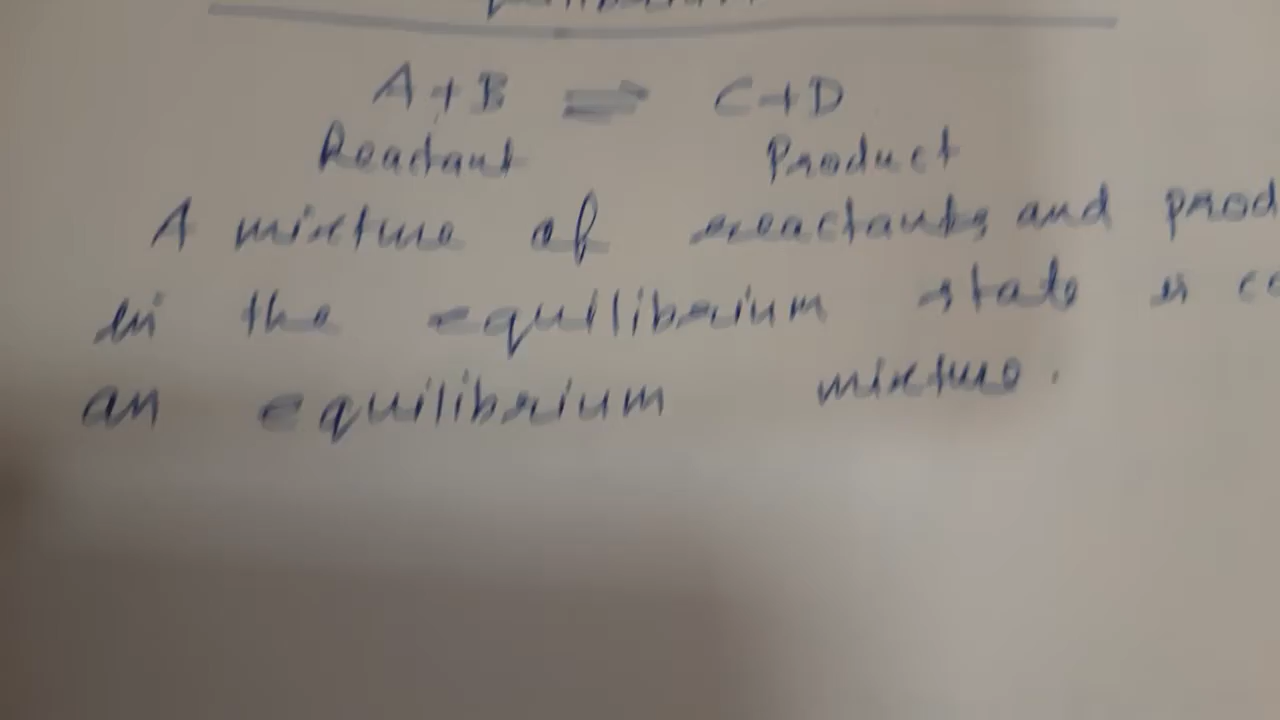 A + B ⇌ C + D
Reactant Product
A mixture of reactants and prod
in the equilibrium state is
an equilibrium mixture.